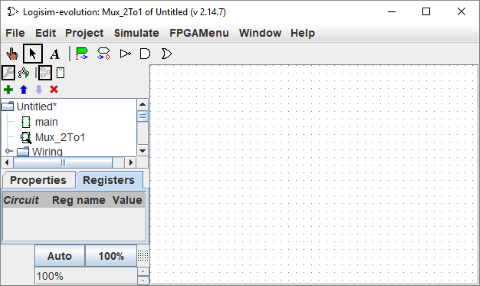 Logisim-evolution: Mux_2To1 of Untitled (v 2.14.7)
File Edit Project Simulate FPGAMenu Window Help
A
Untitled*
main
Mux_2To1
Wiring
Properties Registers
Circuit Reg name Value
Auto 100%
100%